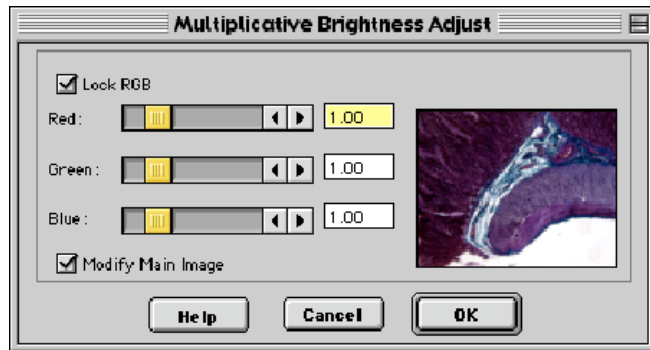 Multiplicative Brightness Adjust
Lock RGB
Red: 1.00
Green: 1.00
Blue: 1.00
Modify Main Image
Help Cancel OK